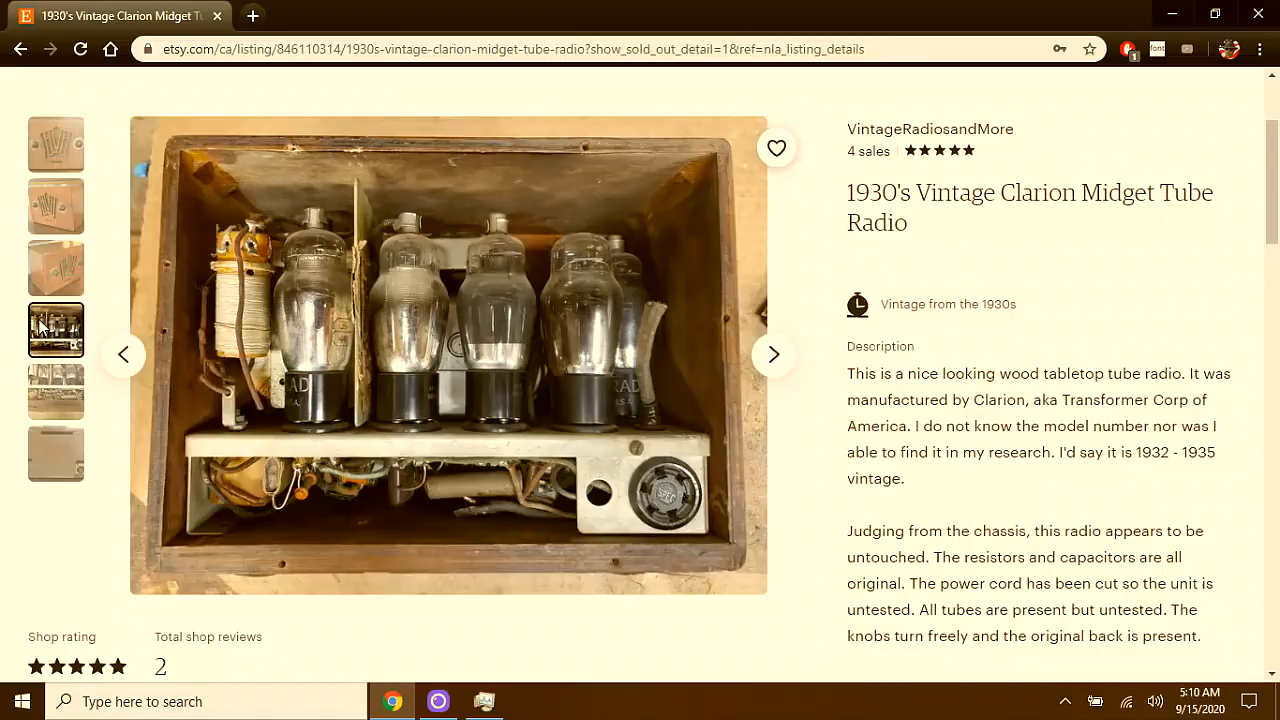 1930's Vintage Clarion Midget Tu
etsy.com/ca/listing/846110314/1930s-vintage-clarion-midget-tube-radio?show_sold_out_detail=1&ref=nla_listing_details
font
1
VintageRadiosandMore
4 sales
1930's Vintage Clarion Midget Tube
Radio
Vintage from the 1930s
Description
This is a nice looking wood tabletop tube radio. It was
manufactured by Clarion, aka Transformer Corp of
America. I do not know the model number nor was I
able to find it in my research. I'd say it is 1932 - 1935
vintage.
Judging from the chassis, this radio appears to be
untouched. The resistors and capacitors are all
original. The power cord has been cut so the unit is
untested. All tubes are present but untested. The
knobs turn freely and the original back is present.
RAD
SPEC
Shop rating
Total shop reviews
2
Type here to search
5:10 AM
9/15/2020